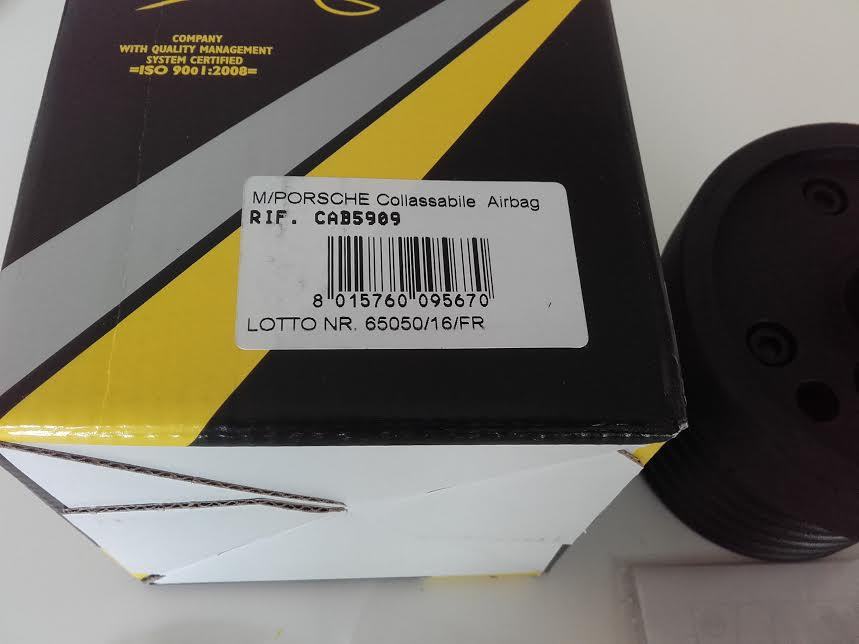 COMPANY
WITH QUALITY MANAGEMENT
SYSTEM CERTIFIED
=ISO 9001:2008=
M/PORSCHE Collassabile Airbag
RIF. CAB5909
8 015760 095670
LOTTO NR. 65050/16/FR